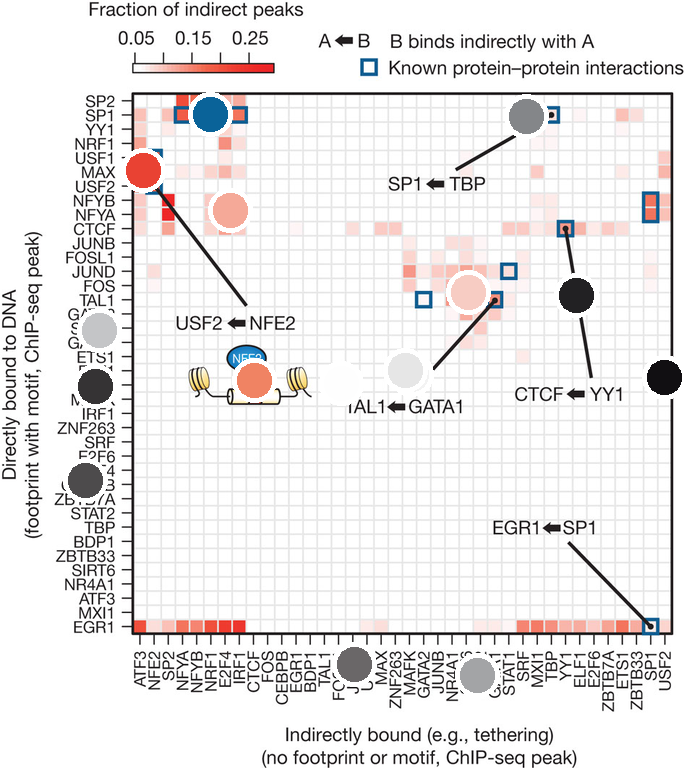 Fraction of indirect peaks
0.05 0.15 0.25
A B B binds indirectly with A
Known protein–protein interactions
Directly bound to DNA
(footprint with motif, ChIP-seq peak)
SP2
SP1
YY1
NRF1
USF1
MAX
USF2
NFYB
NFYA
CTCF
JUNB
FOSL1
JUND
FOS
TAL1
ETS1
IRF1
ZNF263
SRF
E2F6
ZBTB7A
STAT2
TBP
BDP1
ZBTB33
SIRT6
NR4A1
ATF3
MXI1
EGR1
SP1 TBP
USF2 NFE2
TAL1 GATA1
CTCF YY1
EGR1 SP1
ATF3
NFE2
SP2
NFYA
NFYB
NRF1
E2F4
IRF1
CTCF
FOS
CEBPB
EGR1
BDP1
TAL1
MAX
ZNF263
MAFK
GATA2
JUNB
NR4A1
STAT1
SRF
MXI1
TBP
YY1
ELF1
E2F6
ZBTB7A
ETS1
ZBTB33
SP1
USF2
Indirectly bound (e.g., tethering)
(no footprint or motif, ChIP-seq peak)